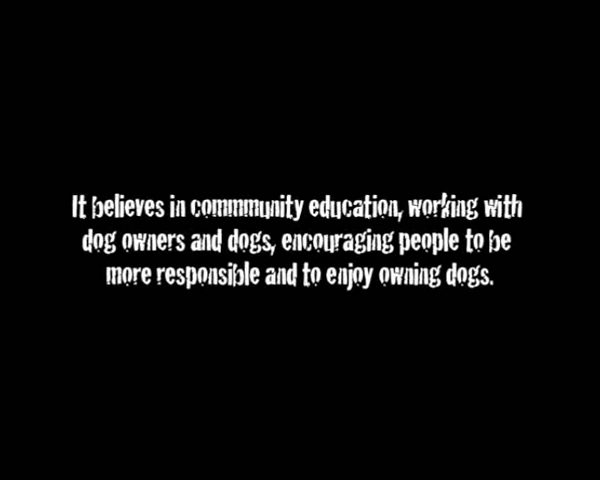 It believes in commmunity education, working with
dog owners and dogs, encouraging people to be
more responsible and to enjoy owning dogs.